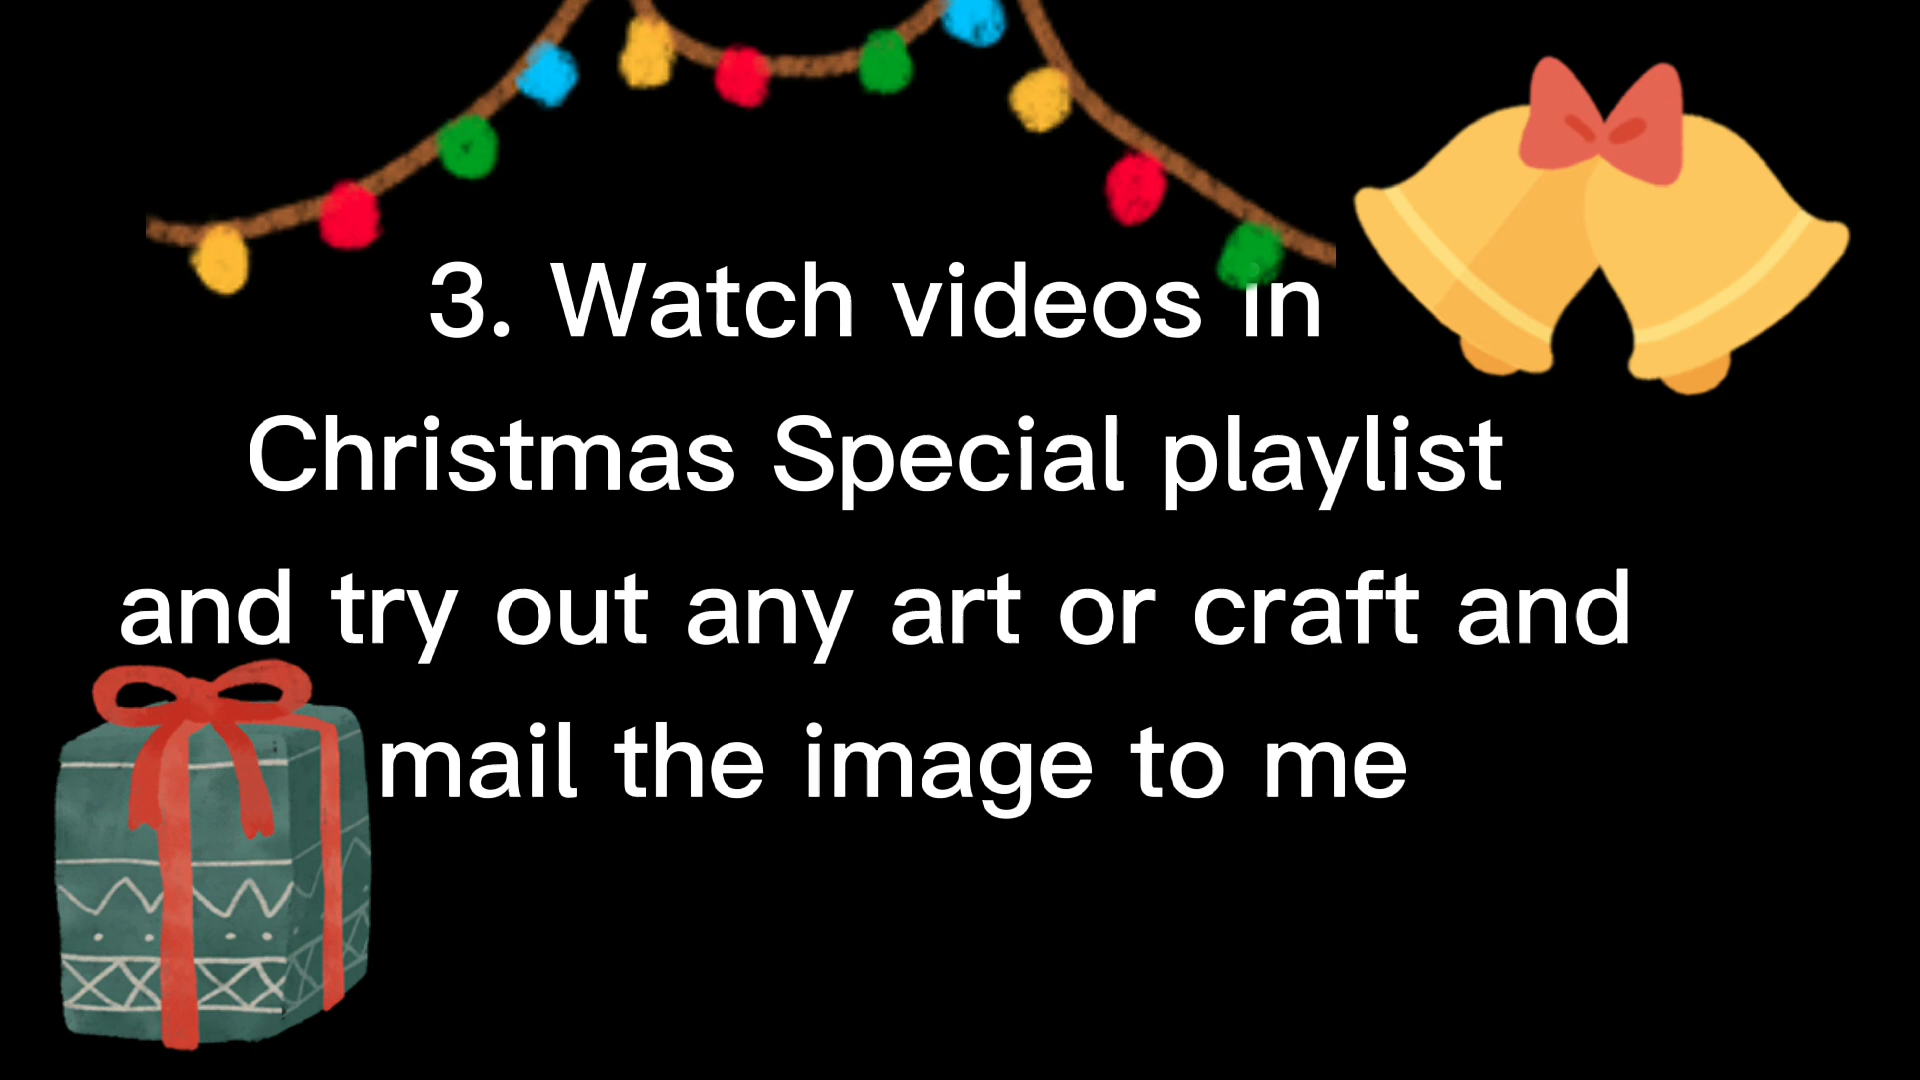 3. Watch videos in
Christmas Special playlist
and try out any art or craft and
mail the image to me